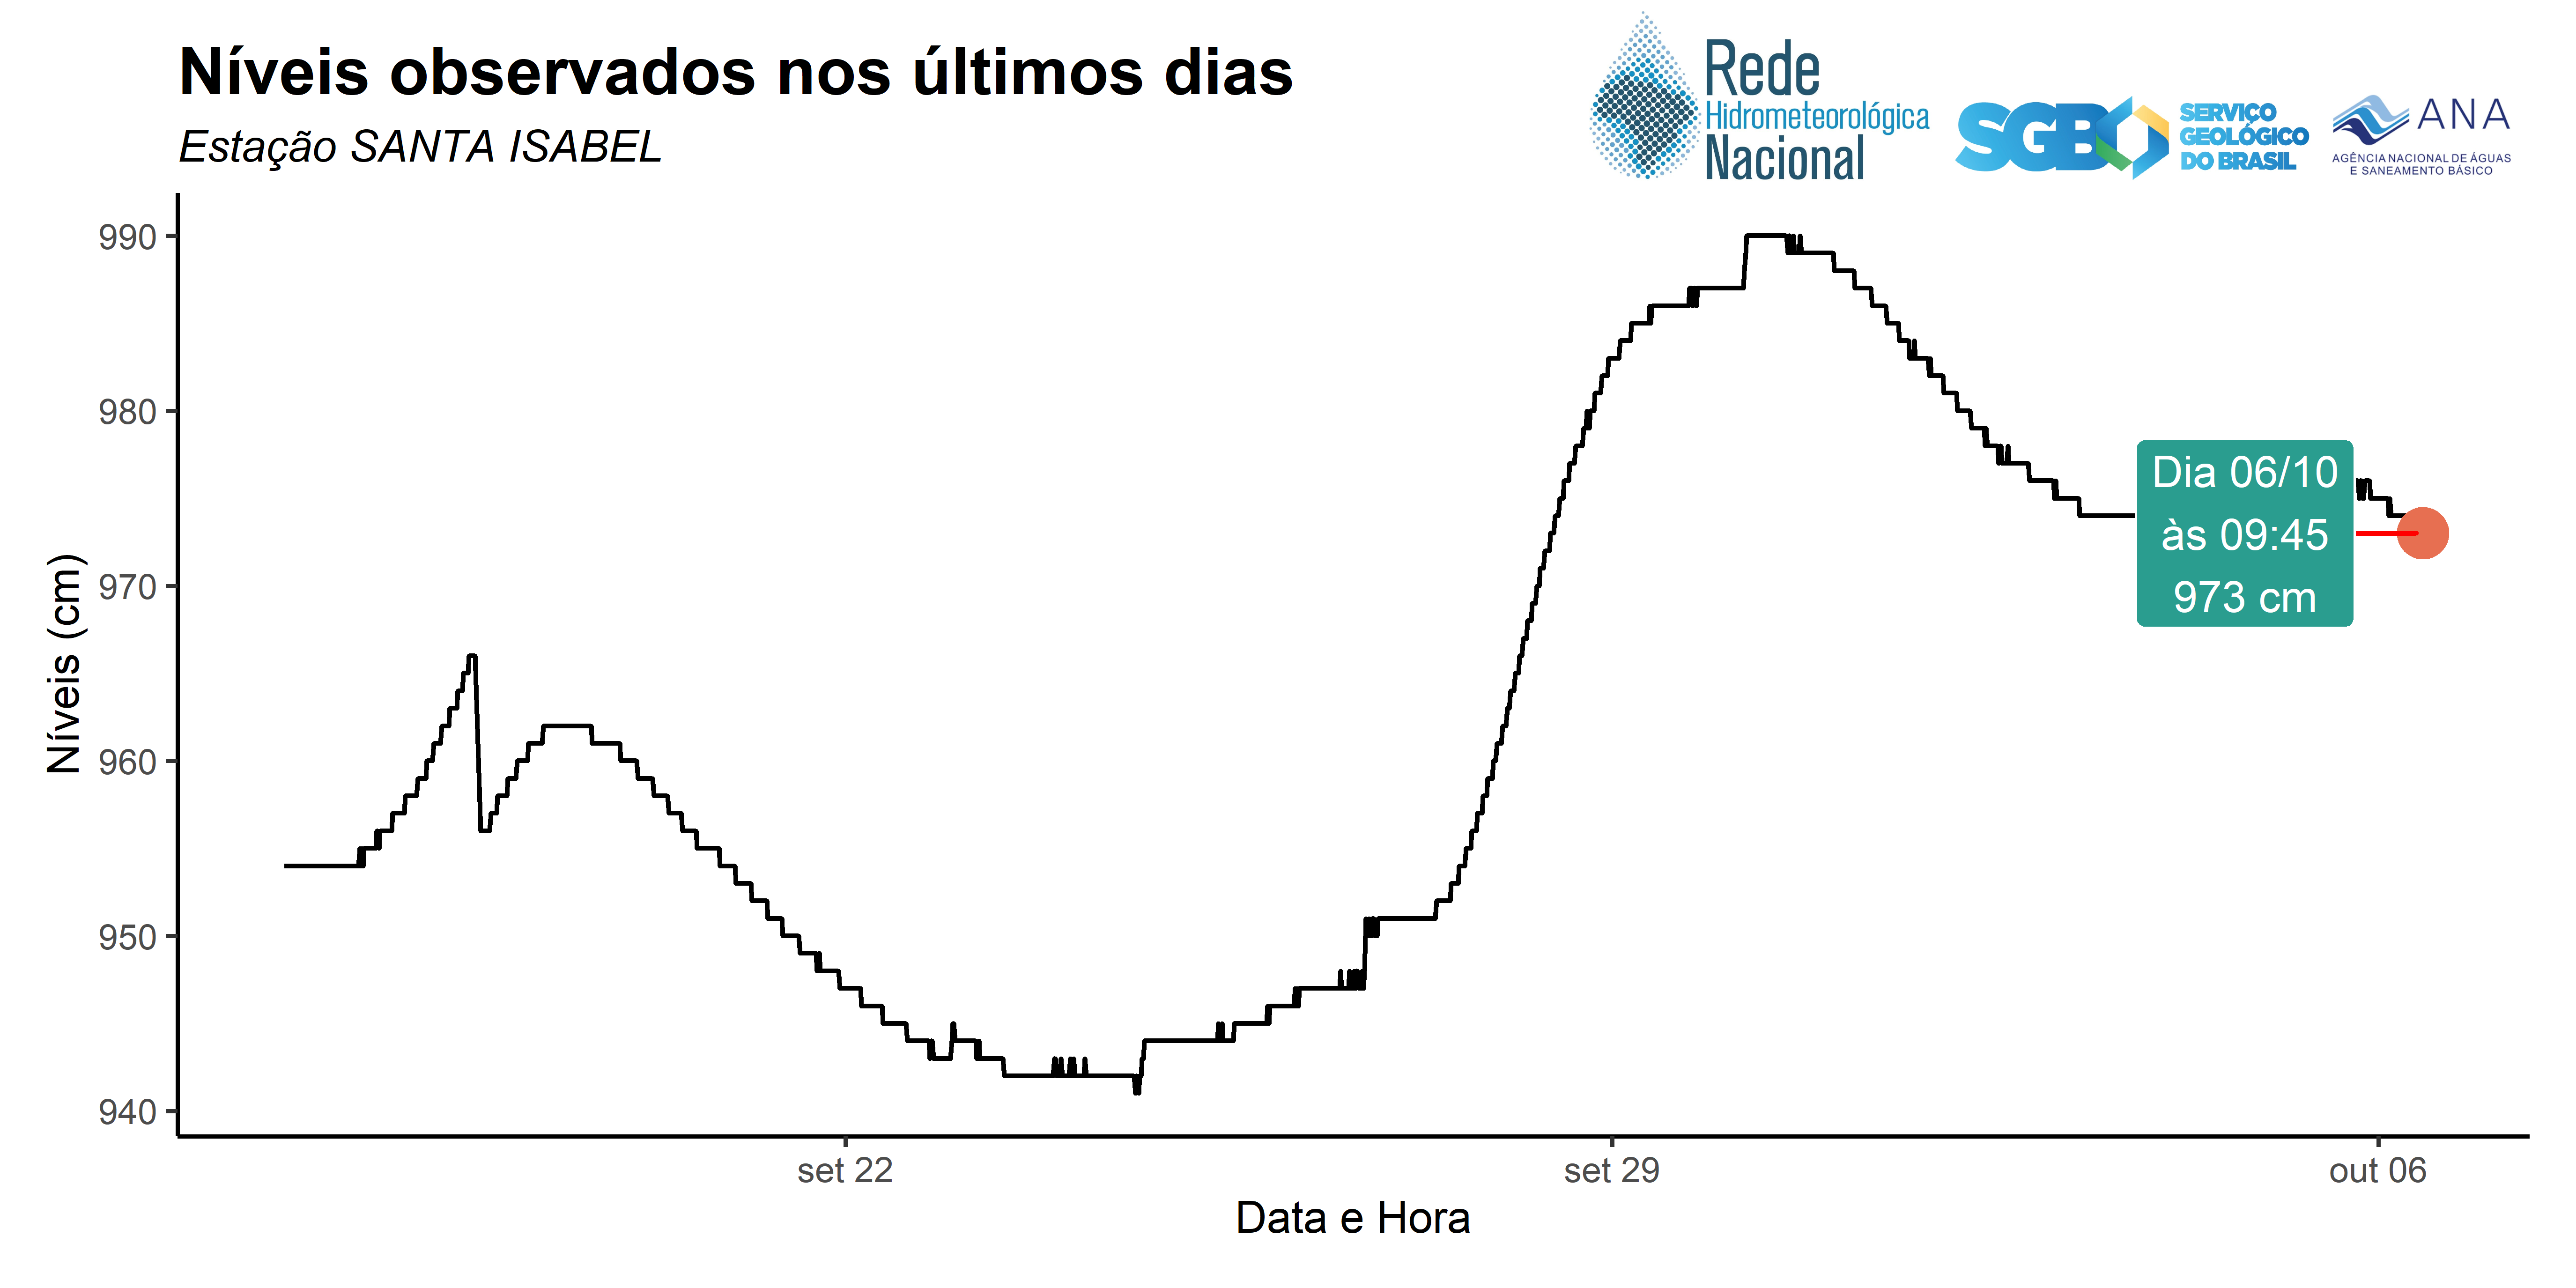 Níveis observados nos últimos dias
Estação SANTA ISABEL
Rede
Hidrometeorológica
Nacional
SGB
SERVIÇO
GEOLÓGICO
DO BRASIL
ANA
AGÊNCIA NACIONAL DE ÁGUAS
E SANEAMENTO BÁSICO
Níveis (cm)
990
980
970
960
950
940
Dia 06/10
às 09:45
973 cm
set 22
set 29
out 06
Data e Hora